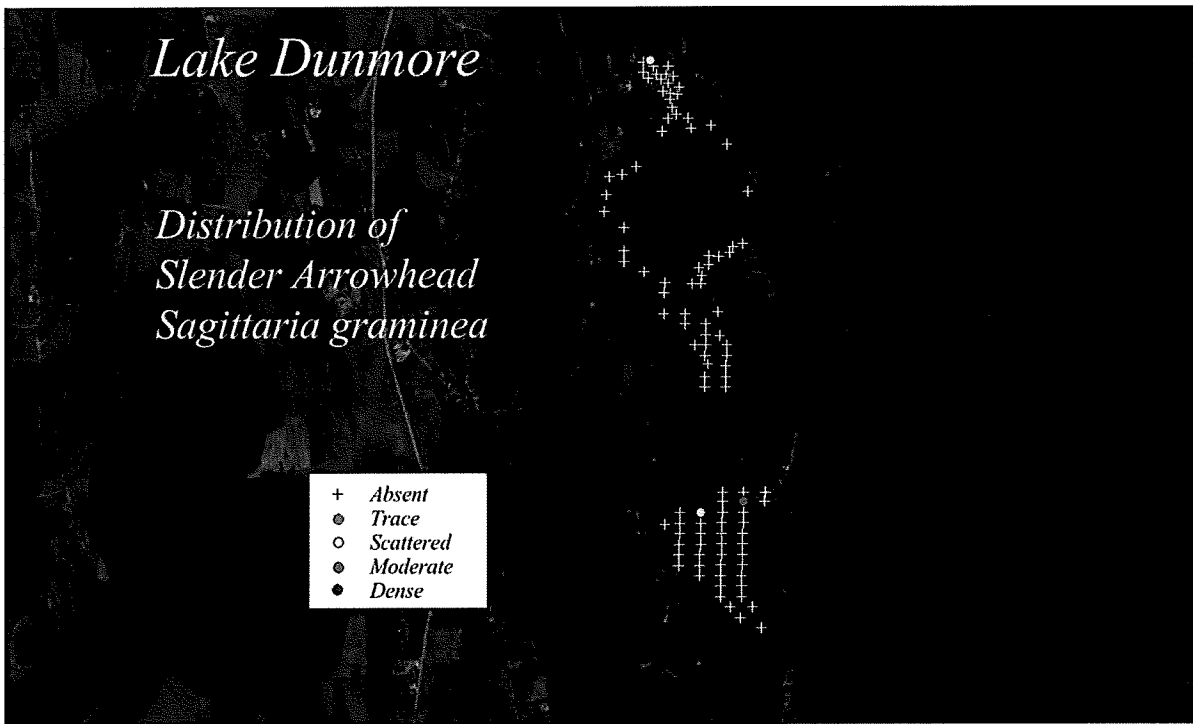 Lake Dunmore
Distribution of
Slender Arrowhead
Sagittaria graminea
Absent
Trace
Scattered
Moderate
Dense